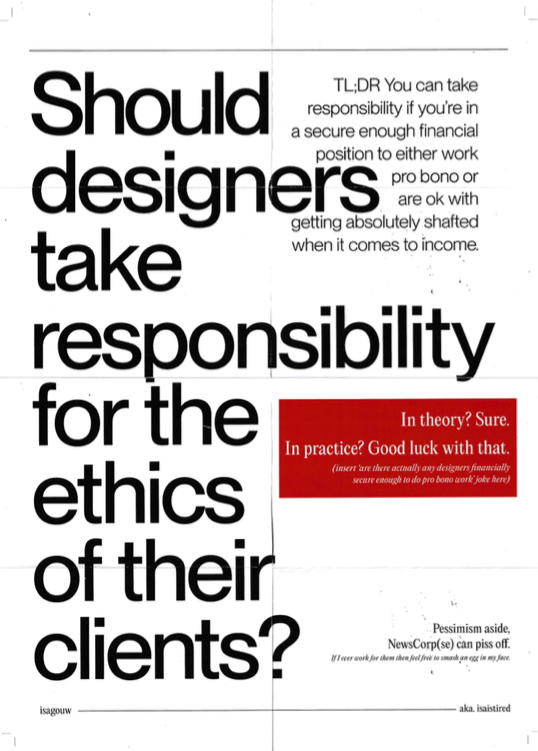 Should
designers
take
responsibility
for the
ethics
of their
clients?
TL;DR You can take
responsibility if you're in
a secure enough financial
position to either work
pro bono or
are ok with
getting absolutely shafted
when it comes to income.
In theory? Sure.
In practice? Good luck with that.
(insert 'are there actually any designers financially
secure enough to do pro bono work' joke here)
Pessimism aside,
NewsCorp(se) can piss off.
If I ever work for them then feel free to smash an egg in my face.
isagouw
aka. isaistired